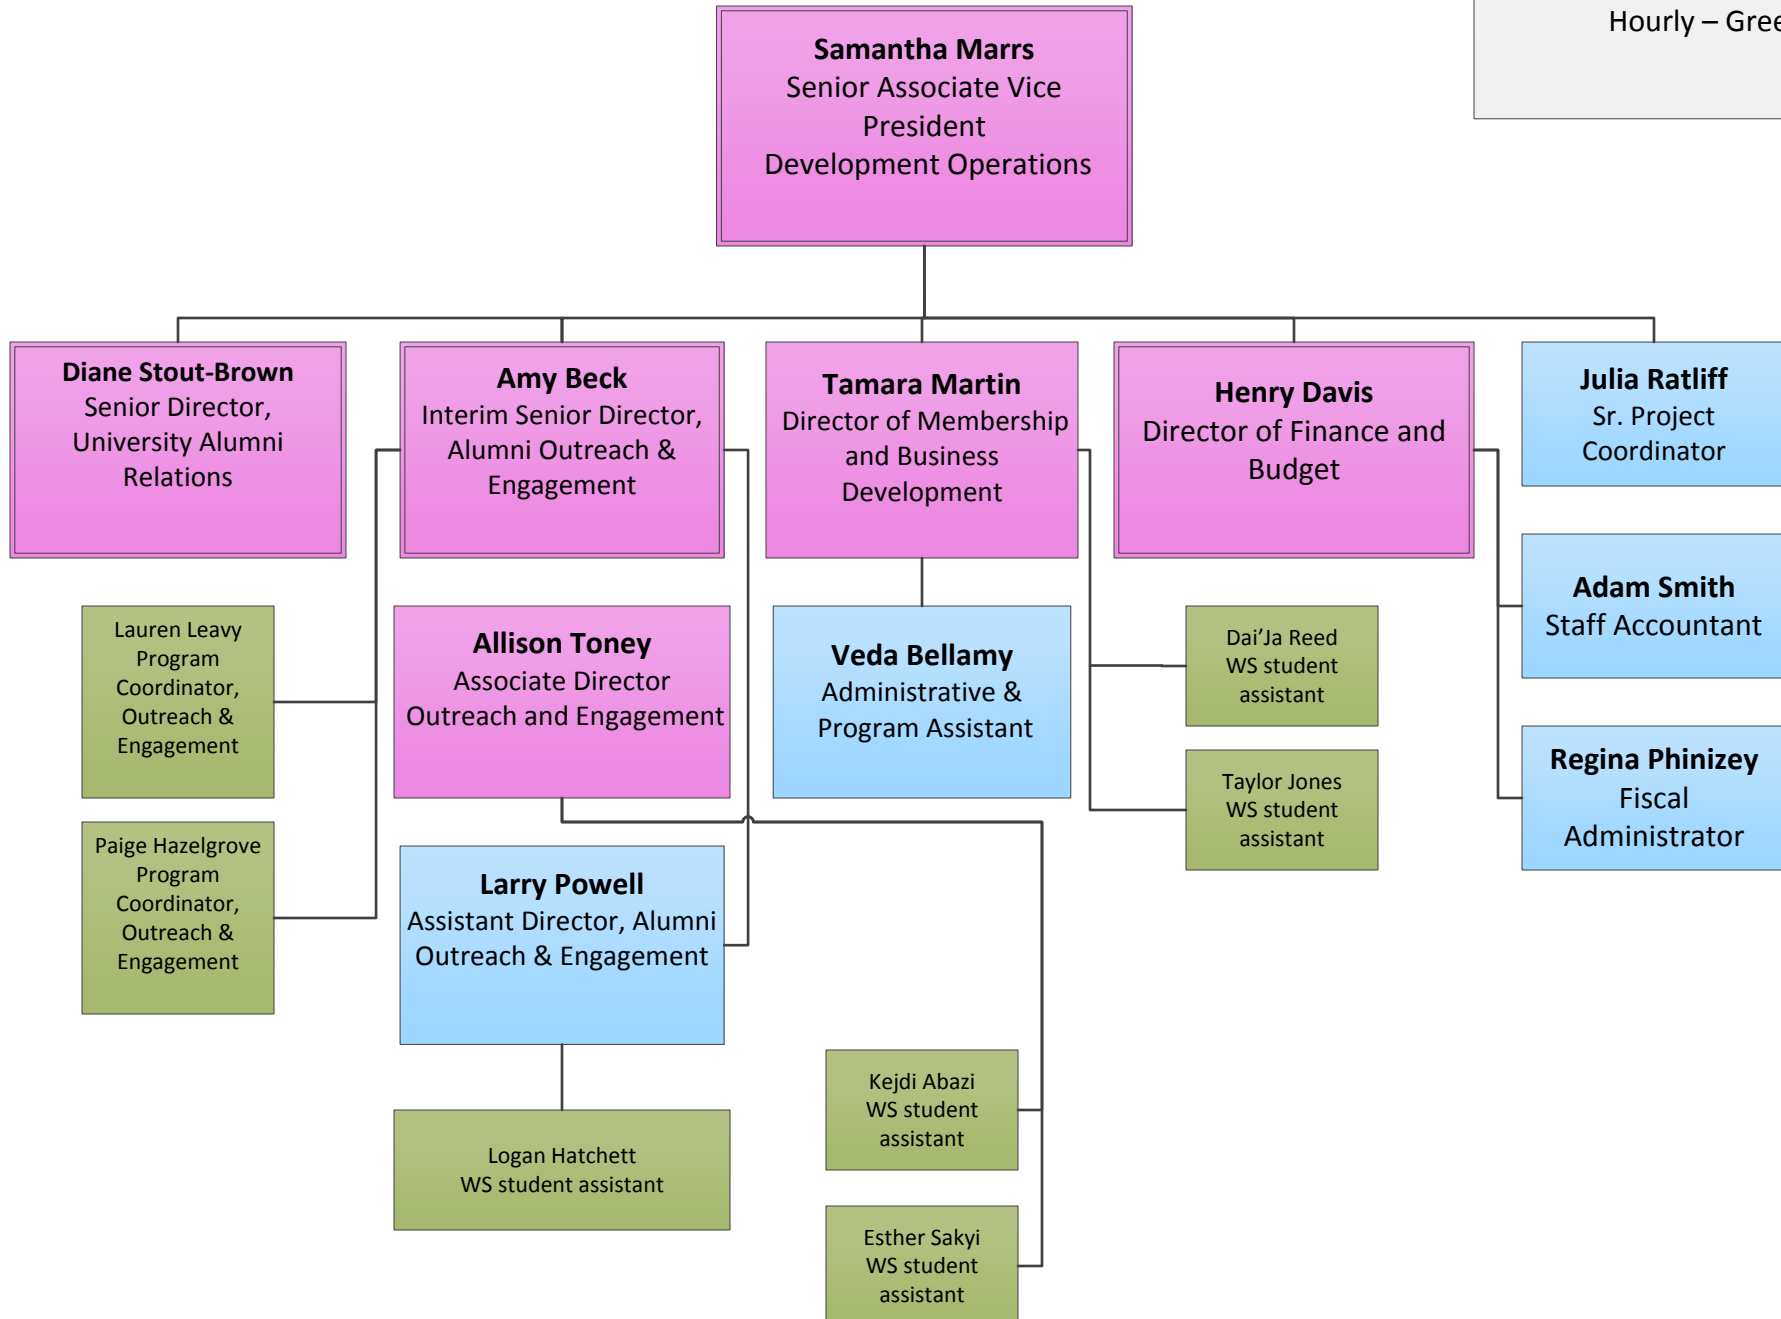 Hourly – Gree
Samantha Marrs
Senior Associate Vice
President
Development Operations
Diane Stout-Brown
Senior Director,
University Alumni
Relations
Amy Beck
Interim Senior Director,
Alumni Outreach &
Engagement
Tamara Martin
Director of Membership
and Business
Development
Henry Davis
Director of Finance and
Budget
Julia Ratliff
Sr. Project
Coordinator
Lauren Leavy
Program
Coordinator,
Outreach &
Engagement
Allison Toney
Associate Director
Outreach and Engagement
Veda Bellamy
Administrative &
Program Assistant
Dai’Ja Reed
WS student
assistant
Adam Smith
Staff Accountant
Paige Hazelgrove
Program
Coordinator,
Outreach &
Engagement
Larry Powell
Assistant Director, Alumni
Outreach & Engagement
Taylor Jones
WS student
assistant
Regina Phinizey
Fiscal
Administrator
Logan Hatchett
WS student assistant
Kejdi Abazi
WS student
assistant
Esther Sakyi
WS student
assistant